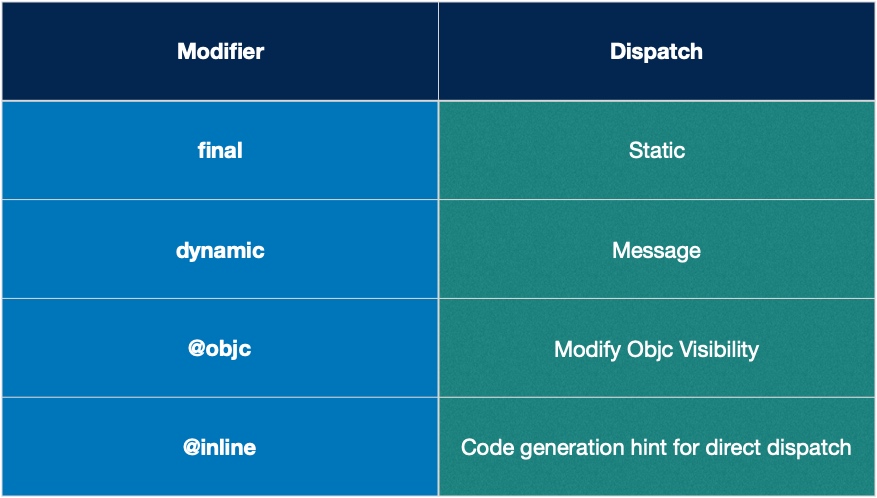 Modifier
Dispatch
final
Static
dynamic
Message
@objc
Modify Objc Visibility
@inline
Code generation hint for direct dispatch